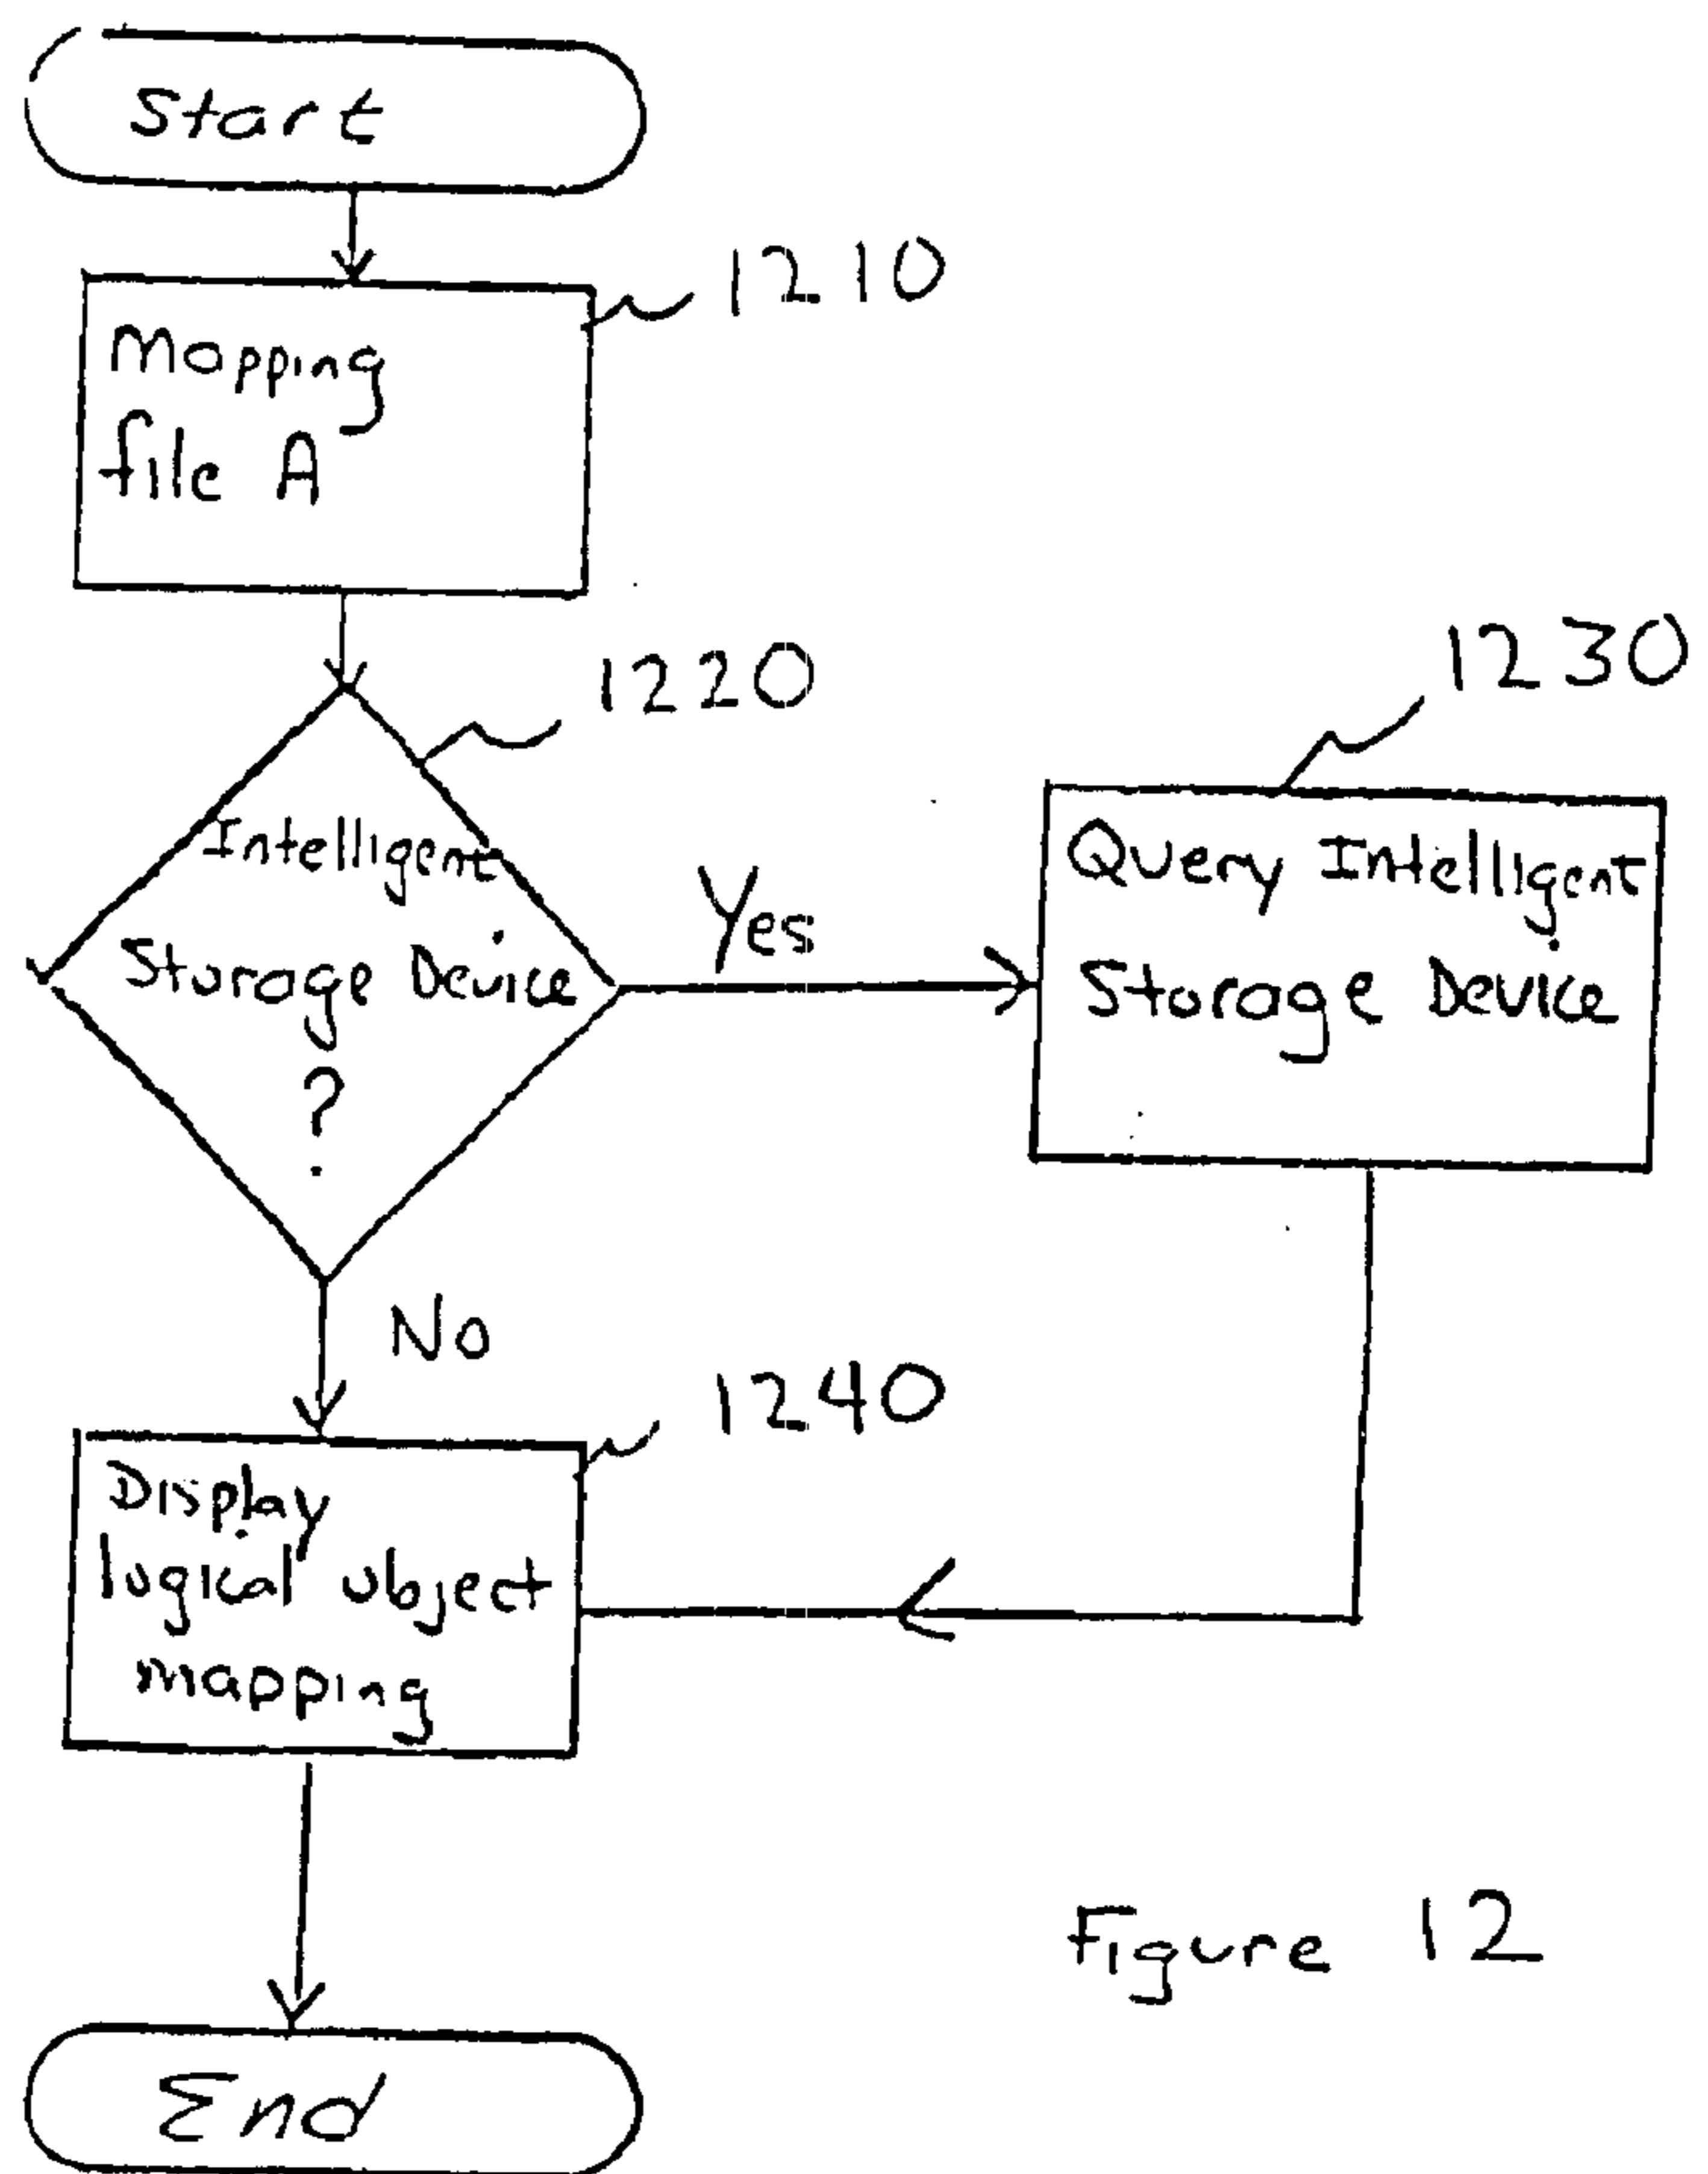 Start
1210
Mapping
file A
1220
Intelligent
Storage Device
?
Yes
1230
Query Intelligent
Storage Device
No
1240
Display
logical object
mapping
End
Figure 12